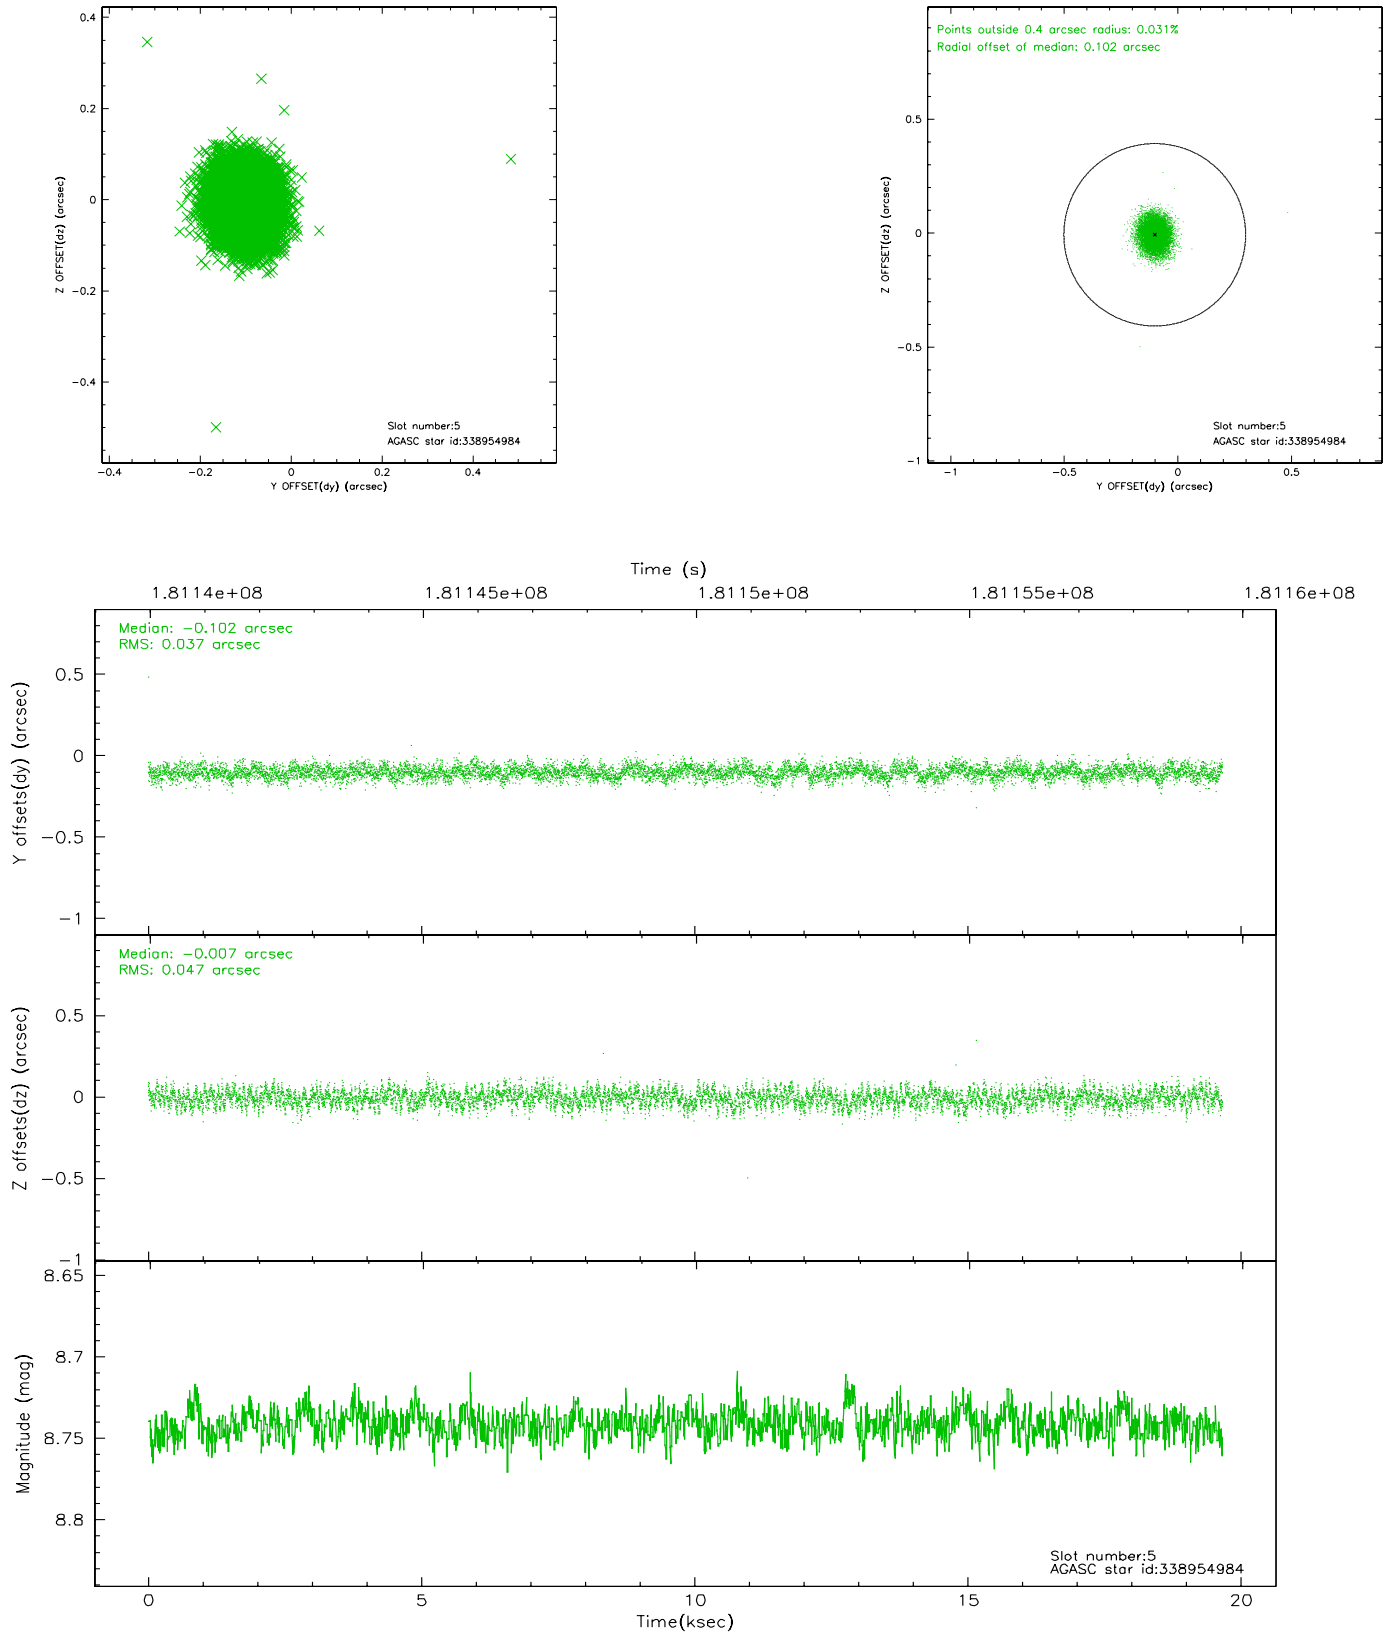 0.4
0.2
0
-0.2
-0.4
Z OFFSET(dz) (arcsec)
-0.4
-0.2
0
0.2
0.4
Y OFFSET(dy) (arcsec)
Slot number:5
AGASC star id:338954984
Points outside 0.4 arcsec radius: 0.031%
Radial offset of median: 0.102 arcsec
0.5
0
-0.5
-1
Z OFFSET(dz) (arcsec)
-1
-0.5
0
0.5
Y OFFSET(dy) (arcsec)
Slot number:5
AGASC star id:338954984
Time (s)
1.8114e+08
1.81145e+08
1.8115e+08
1.81155e+08
1.8116e+08
Median: -0.102 arcsec
RMS: 0.037 arcsec
0.5
0
-0.5
-1
Y offsets(dy) (arcsec)
Median: -0.007 arcsec
RMS: 0.047 arcsec
0.5
0
-0.5
-1
Z offsets(dz) (arcsec)
8.65
8.7
8.75
8.8
Magnitude (mag)
Slot number:5
AGASC star id:338954984
0
5
10
15
20
Time(ksec)